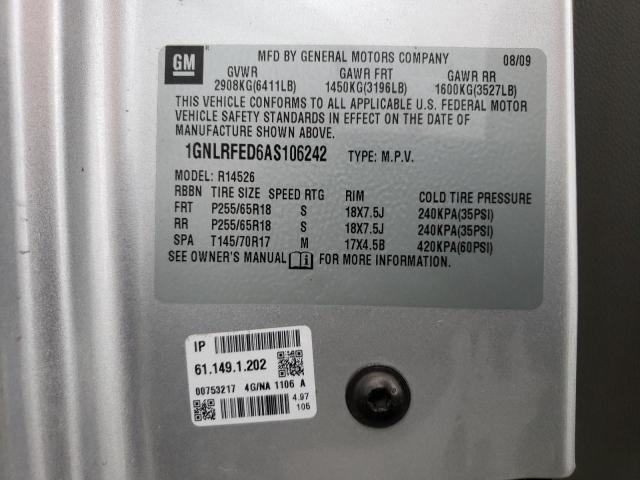 GM
MFD BY GENERAL MOTORS COMPANY 08/09
GVWR GAWR FRT GAWR RR
2908KG(6411LB) 1450KG(3196LB) 1600KG(3527LB)
THIS VEHICLE CONFORMS TO ALL APPLICABLE U.S. FEDERAL MOTOR
VEHICLE SAFETY STANDARDS IN EFFECT ON THE DATE OF
MANUFACTURE SHOWN ABOVE.
1GNLRFED6AS106242 TYPE: M.P.V.
MODEL: R14526
RBBN TIRE SIZE SPEED RTG RIM COLD TIRE PRESSURE
FRT P255/65R18 S 18X7.5J 240KPA(35PSI)
RR P255/65R18 S 18X7.5J 240KPA(35PSI)
SPA T145/70R17 M 17X4.5B 420KPA(60PSI)
SEE OWNER'S MANUAL FOR MORE INFORMATION.
IP
61.149.1.202
00753217 4G/NA 1106 A
4.97
105